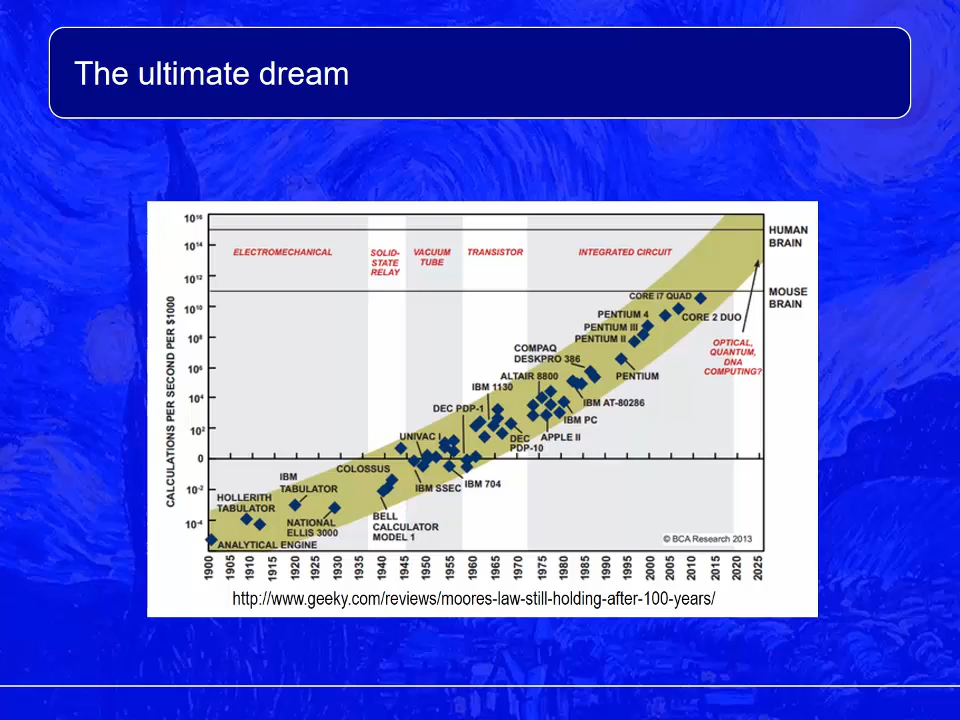 The ultimate dream
10^16
10^14
10^12
10^10
10^8
10^6
10^4
10^2
0
10^-2
10^-4
CALCULATIONS PER SECOND PER $1000
ELECTROMECHANICAL
SOLID-
STATE
RELAY
VACUUM
TUBE
TRANSISTOR
INTEGRATED CIRCUIT
HUMAN
BRAIN
MOUSE
BRAIN
CORE i7 QUAD
CORE 2 DUO
PENTIUM 4
PENTIUM III
PENTIUM II
OPTICAL,
QUANTUM,
DNA
COMPUTING?
COMPAQ
DESKPRO 386
PENTIUM
ALTAIR 8800
IBM 1130
IBM AT-80286
DEC PDP-1
IBM PC
UNIVAC I
DEC
PDP-10
APPLE II
COLOSSUS
IBM
TABULATOR
IBM SSEC
IBM 704
HOLLERITH
TABULATOR
NATIONAL
ELLIS 3000
BELL
CALCULATOR
MODEL 1
ANALYTICAL ENGINE
© BCA Research 2013
1900 1905 1910 1915 1920 1925 1930 1935 1940 1945 1950 1955 1960 1965 1970 1975 1980 1985 1990 1995 2000 2005 2010 2015 2020 2025
http://www.geeky.com/reviews/moores-law-still-holding-after-100-years/